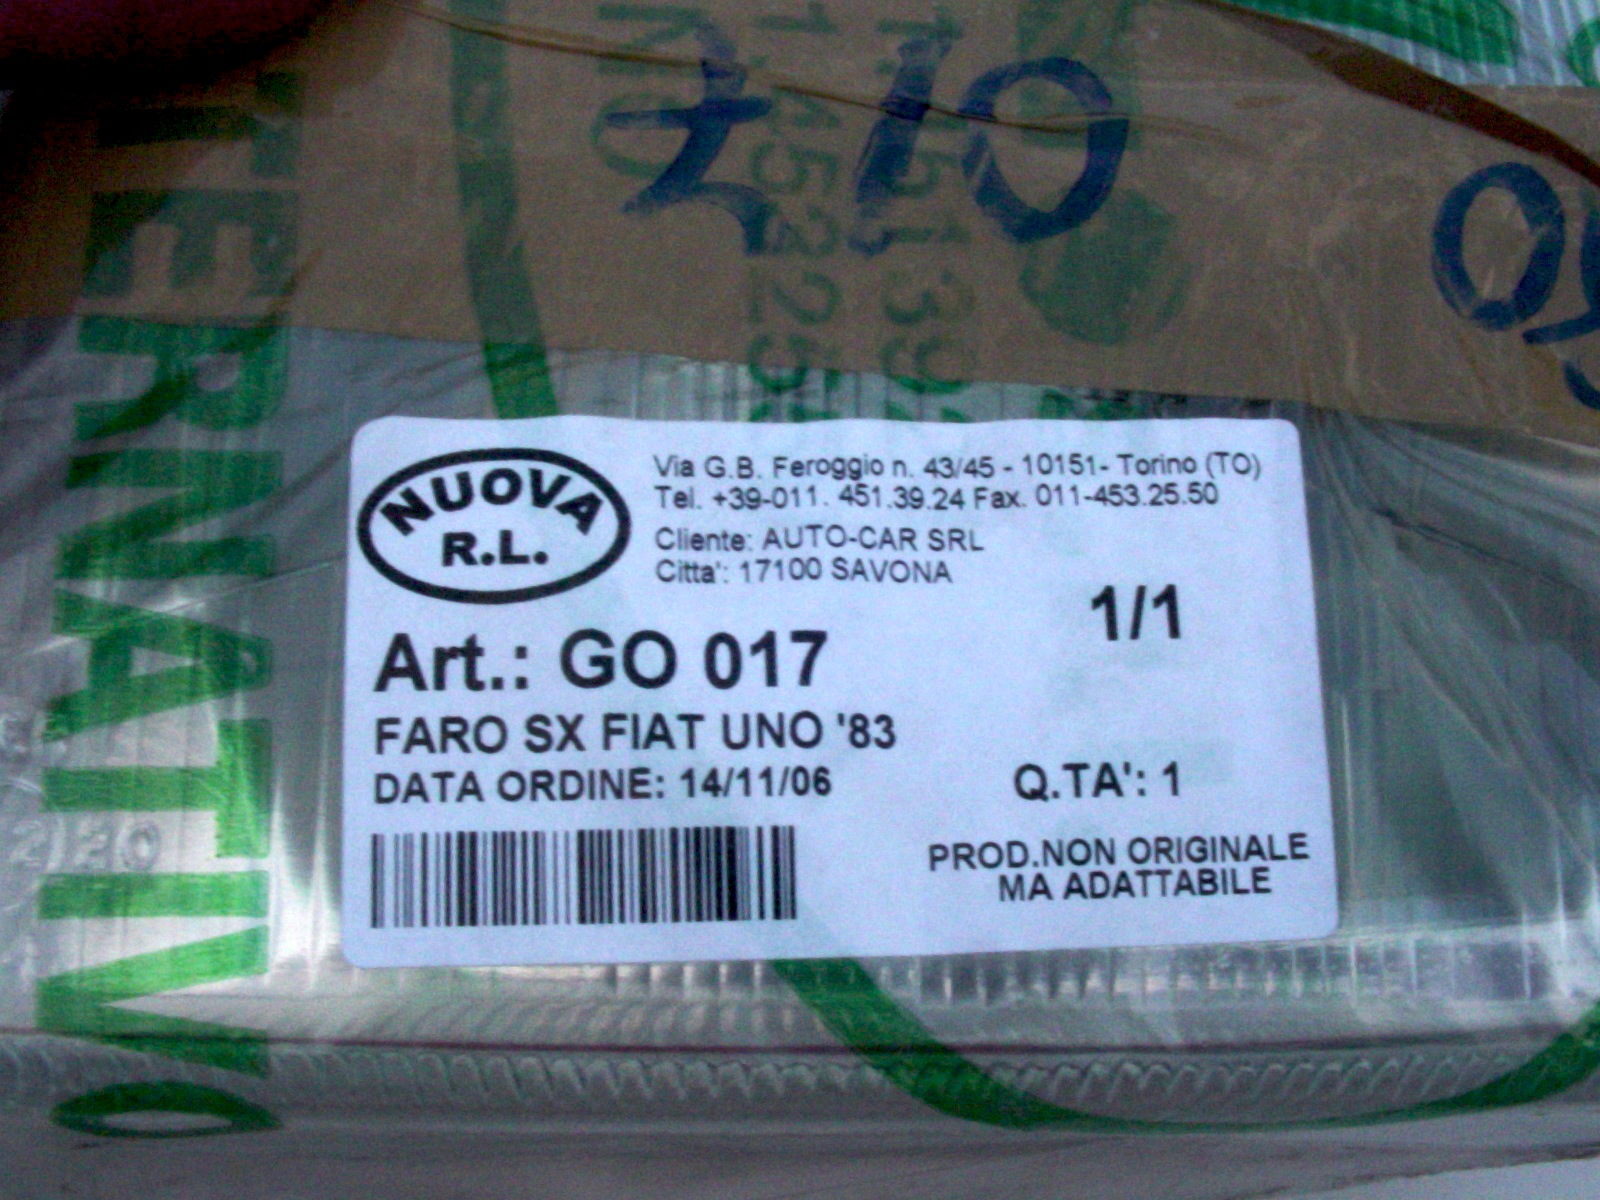 £10
NUOVA
R.L.
Via G.B. Feroggio n. 43/45 - 10151- Torino (TO)
Tel. +39-011. 451.39.24 Fax. 011-453.25.50
Cliente: AUTO-CAR SRL
Citta': 17100 SAVONA
1/1
Art.: GO 017
FARO SX FIAT UNO '83
DATA ORDINE: 14/11/06
Q.TA': 1
PROD.NON ORIGINALE
MA ADATTABILE
TERNATIVO